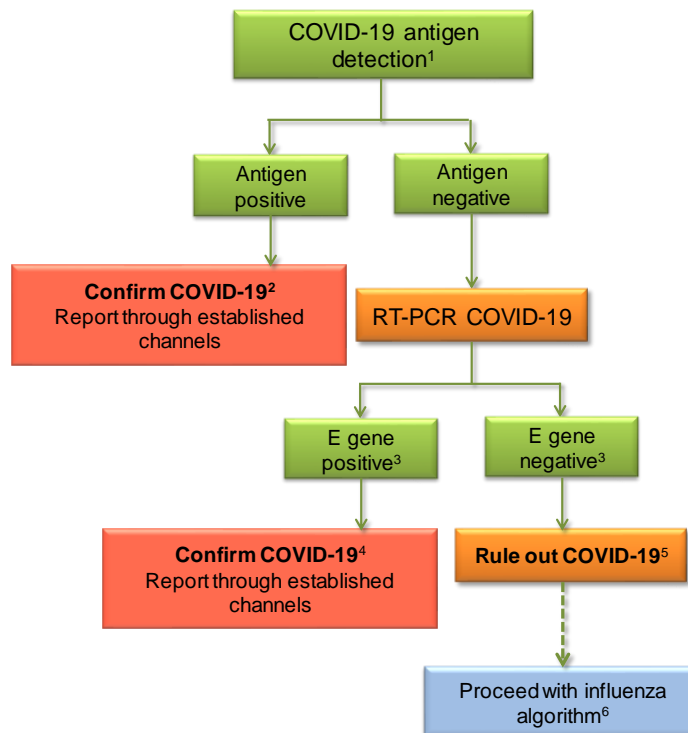 COVID-19 antigen
detection¹
Antigen
positive
Antigen
negative
Confirm COVID-19²
Report through established
channels
RT-PCR COVID-19
E gene
positive³
E gene
negative³
Confirm COVID-19⁴
Report through established
channels
Rule out COVID-19⁵
Proceed with influenza
algorithm⁶